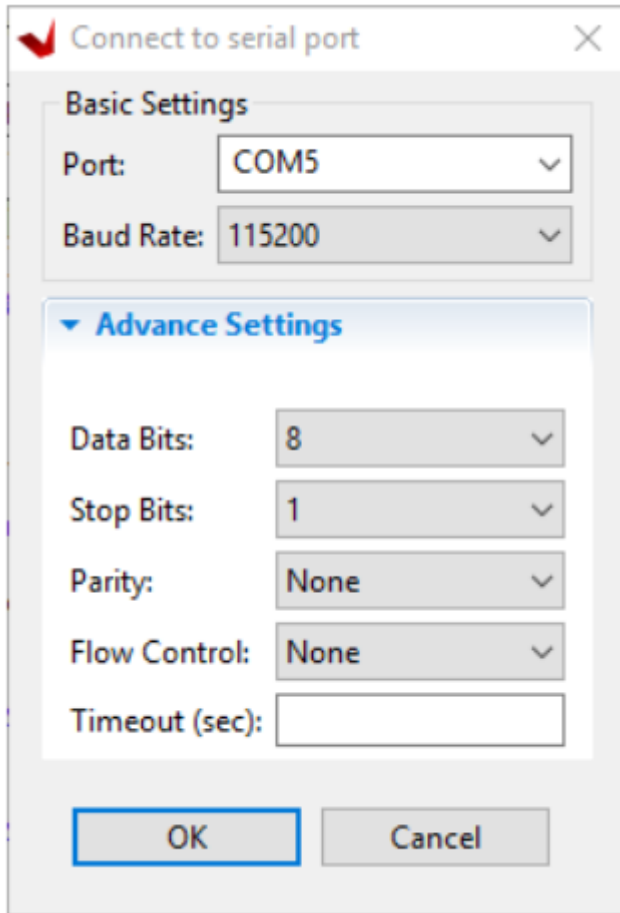 Connect to serial port
Basic Settings
Port: COM5
Baud Rate: 115200
Advance Settings
Data Bits: 8
Stop Bits: 1
Parity: None
Flow Control: None
Timeout (sec):
OK Cancel